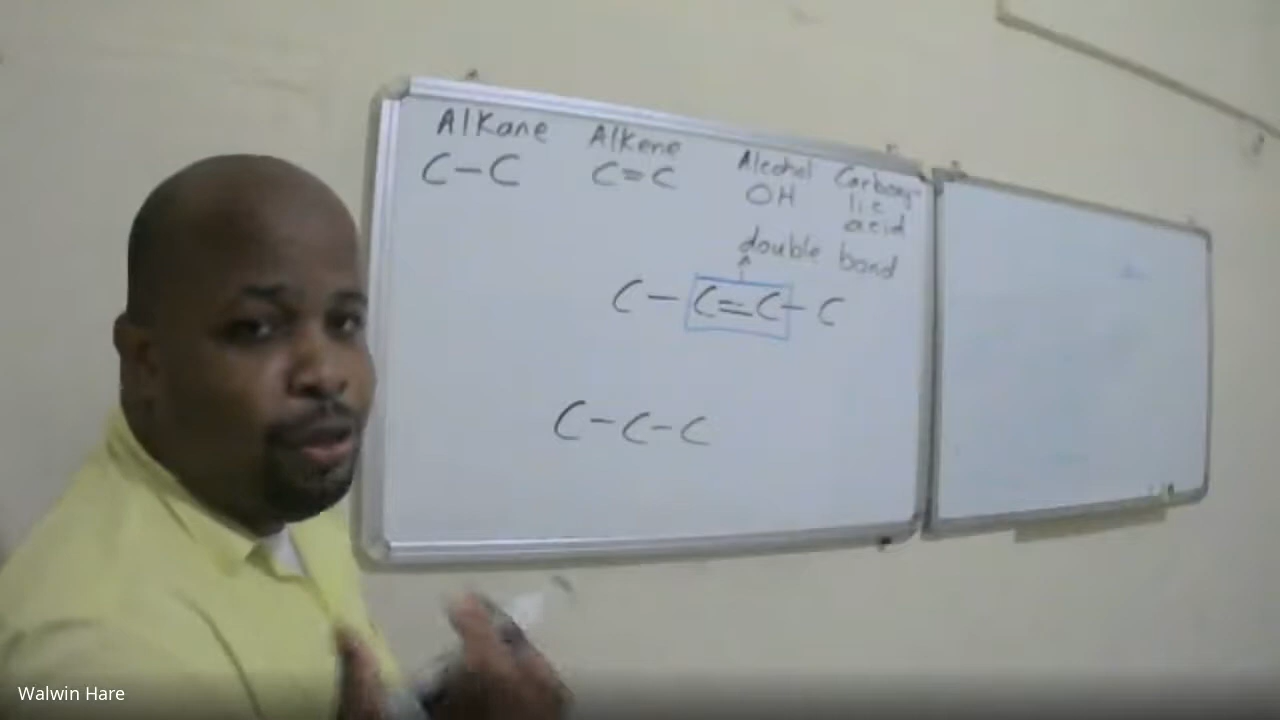 Alkane Alkene Alcohol Carboxy-
C-C C=C OH lic
acid
double bond
C-C=C-C
C-C-C
Walwin Hare